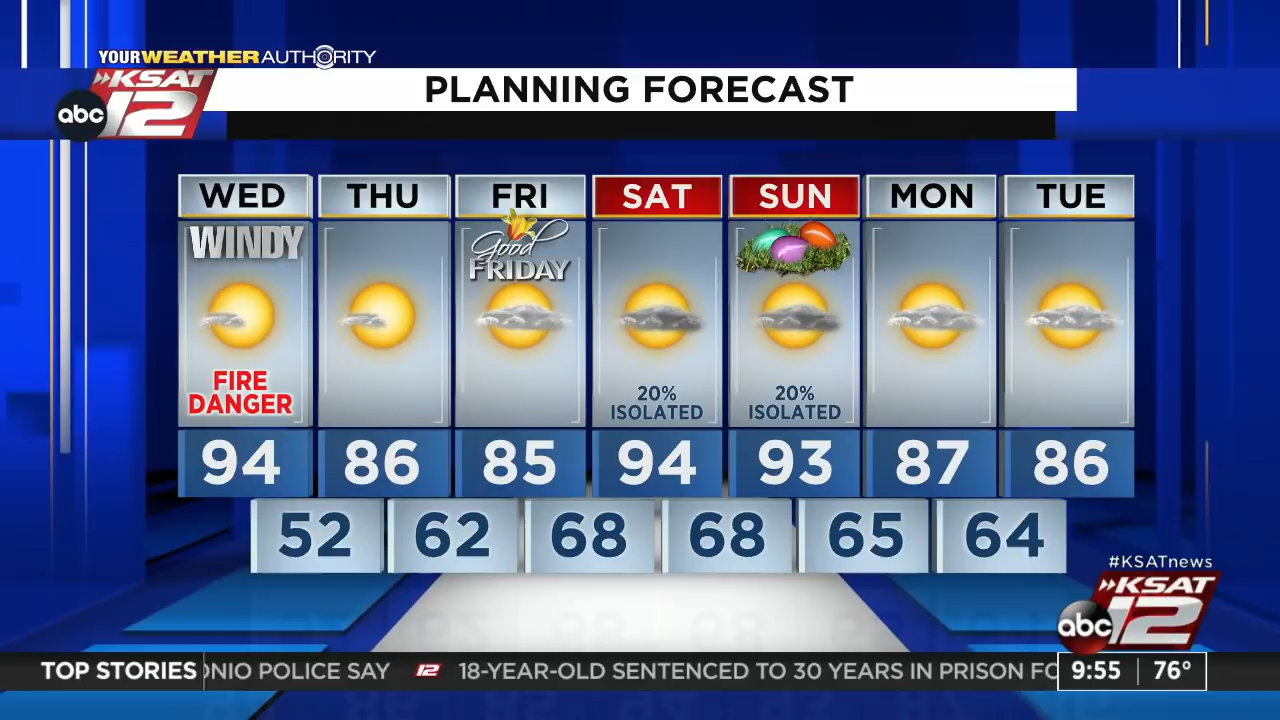 YOURWEATHERAUTHORITY
KSAT
abc 12
PLANNING FORECAST
WED THU FRI SAT SUN MON TUE
WINDY
Good
FRIDAY
FIRE
DANGER
20%
ISOLATED
20%
ISOLATED
94 86 85 94 93 87 86
52 62 68 68 65 64
#KSATnews
KSAT
abc 12
TOP STORIES ONIO POLICE SAY 12 18-YEAR-OLD SENTENCED TO 30 YEARS IN PRISON FO 9:55 76°